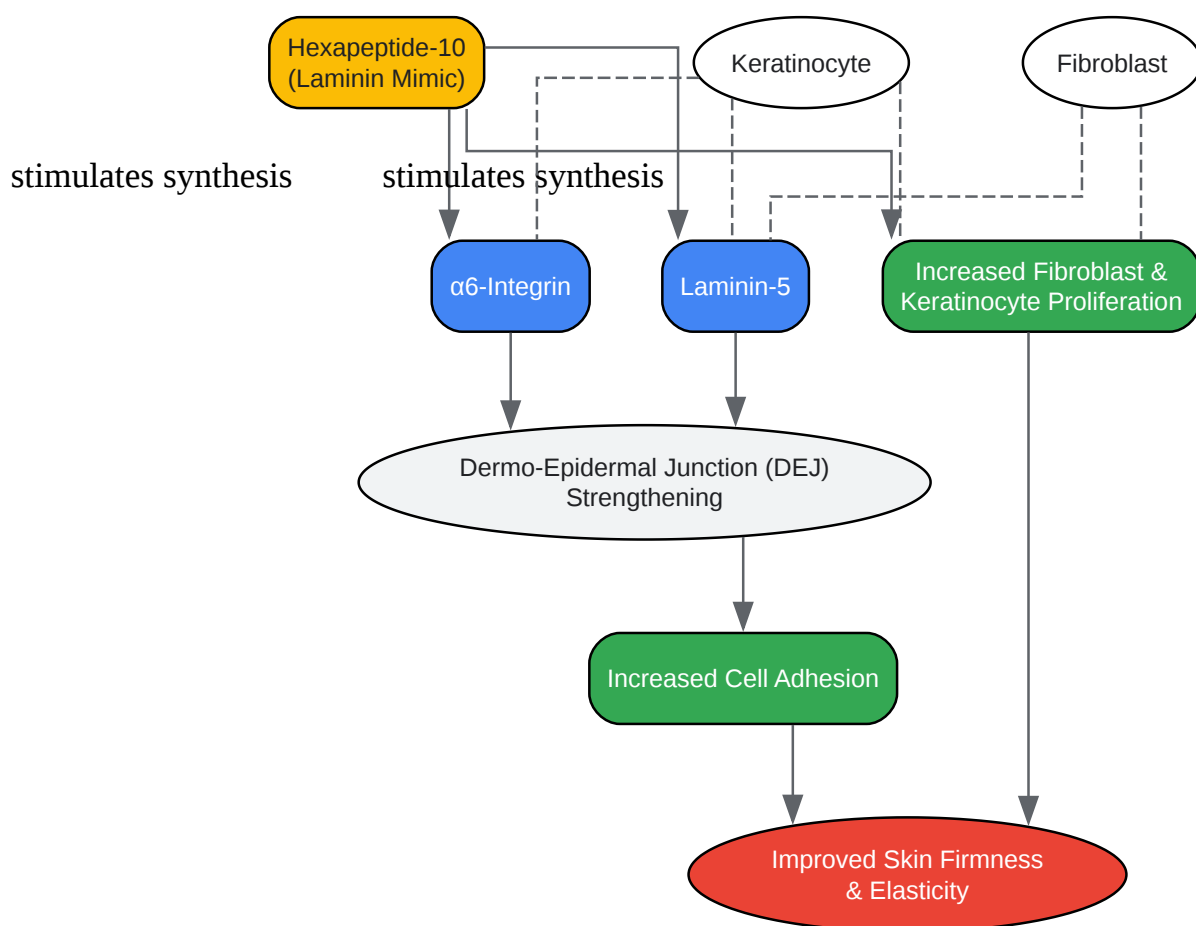 Hexapeptide-10
(Laminin Mimic)
Keratinocyte
Fibroblast
stimulates synthesis
stimulates synthesis
α6-Integrin
Laminin-5
Increased Fibroblast &
Keratinocyte Proliferation
Dermo-Epidermal Junction (DEJ)
Strengthening
Increased Cell Adhesion
Improved Skin Firmness
& Elasticity